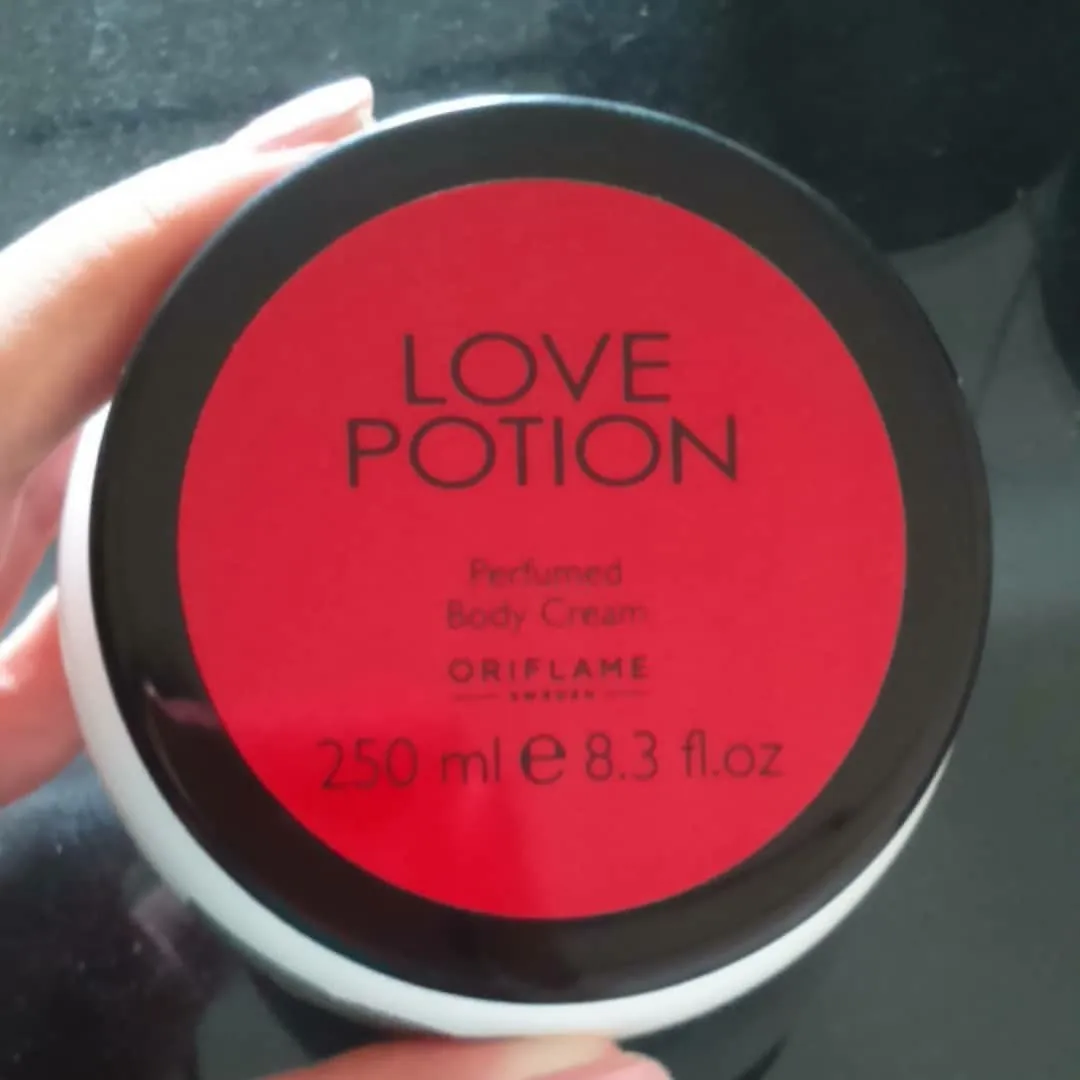 LOVE
POTION
Perfumed
Body Cream
ORIFLAME
SWEDEN
250 ml e 8.3 fl.oz